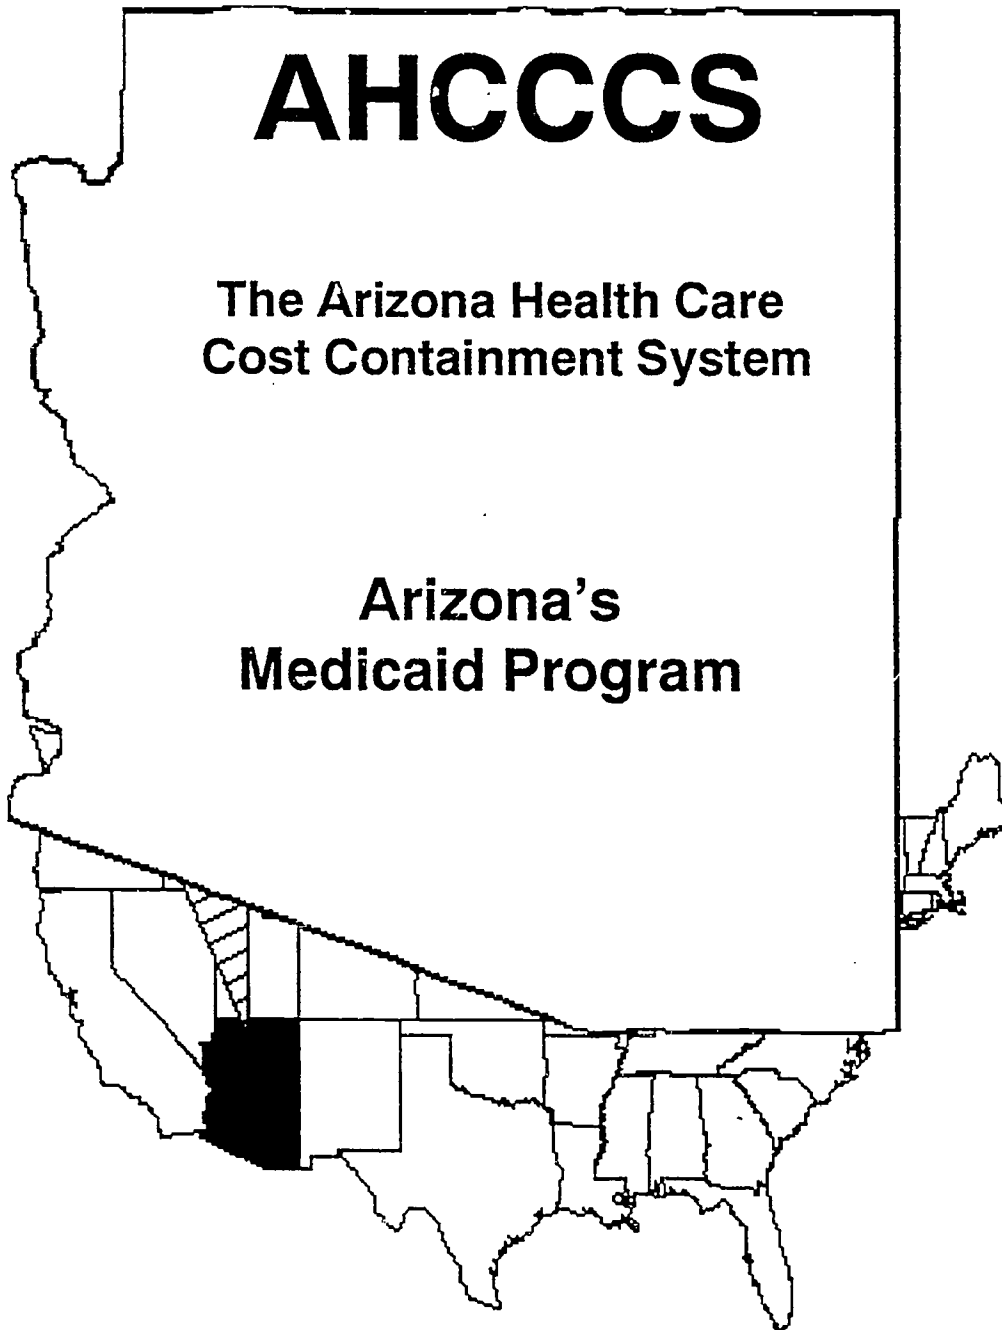 AHCCCS
The Arizona Health Care
Cost Containment System
Arizona's
Medicaid Program